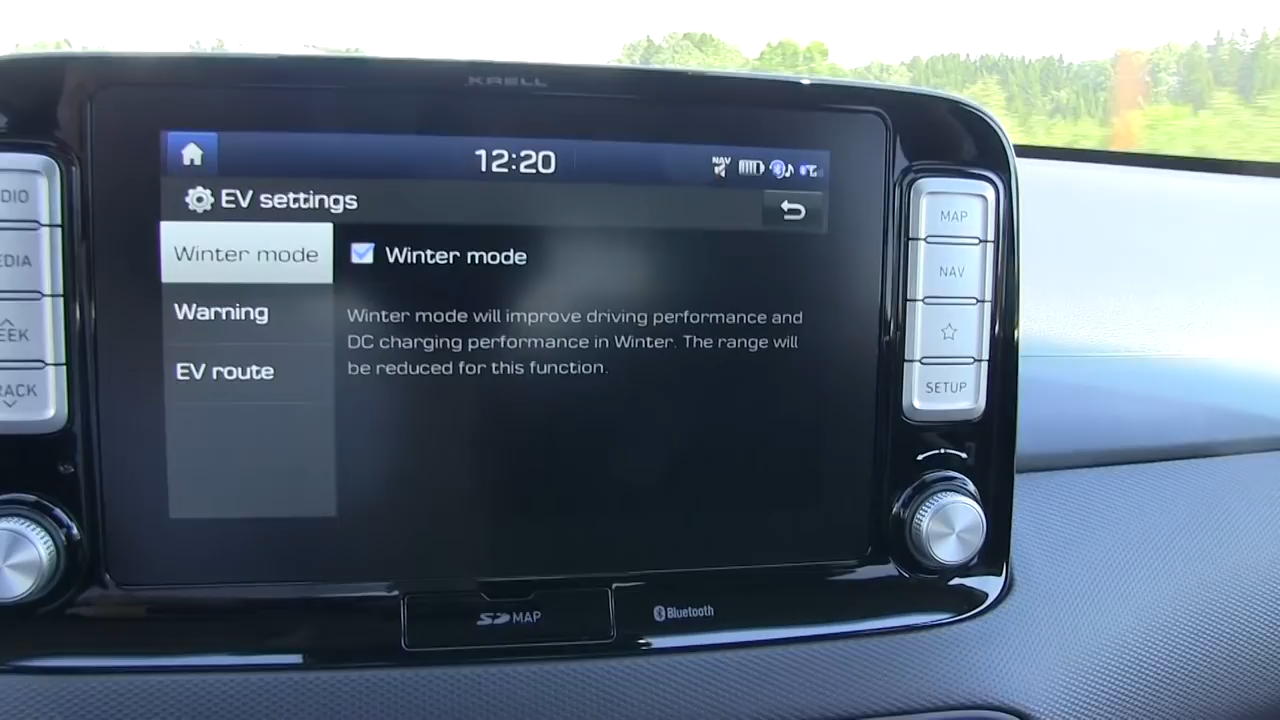 KRELL
12:20
NAV
EV settings
Winter mode
Winter mode
Warning
EV route
Winter mode will improve driving performance and
DC charging performance in Winter. The range will
be reduced for this function.
DIO
EDIA
EEK
RACK
MAP
NAV
SETUP
SD MAP
Bluetooth